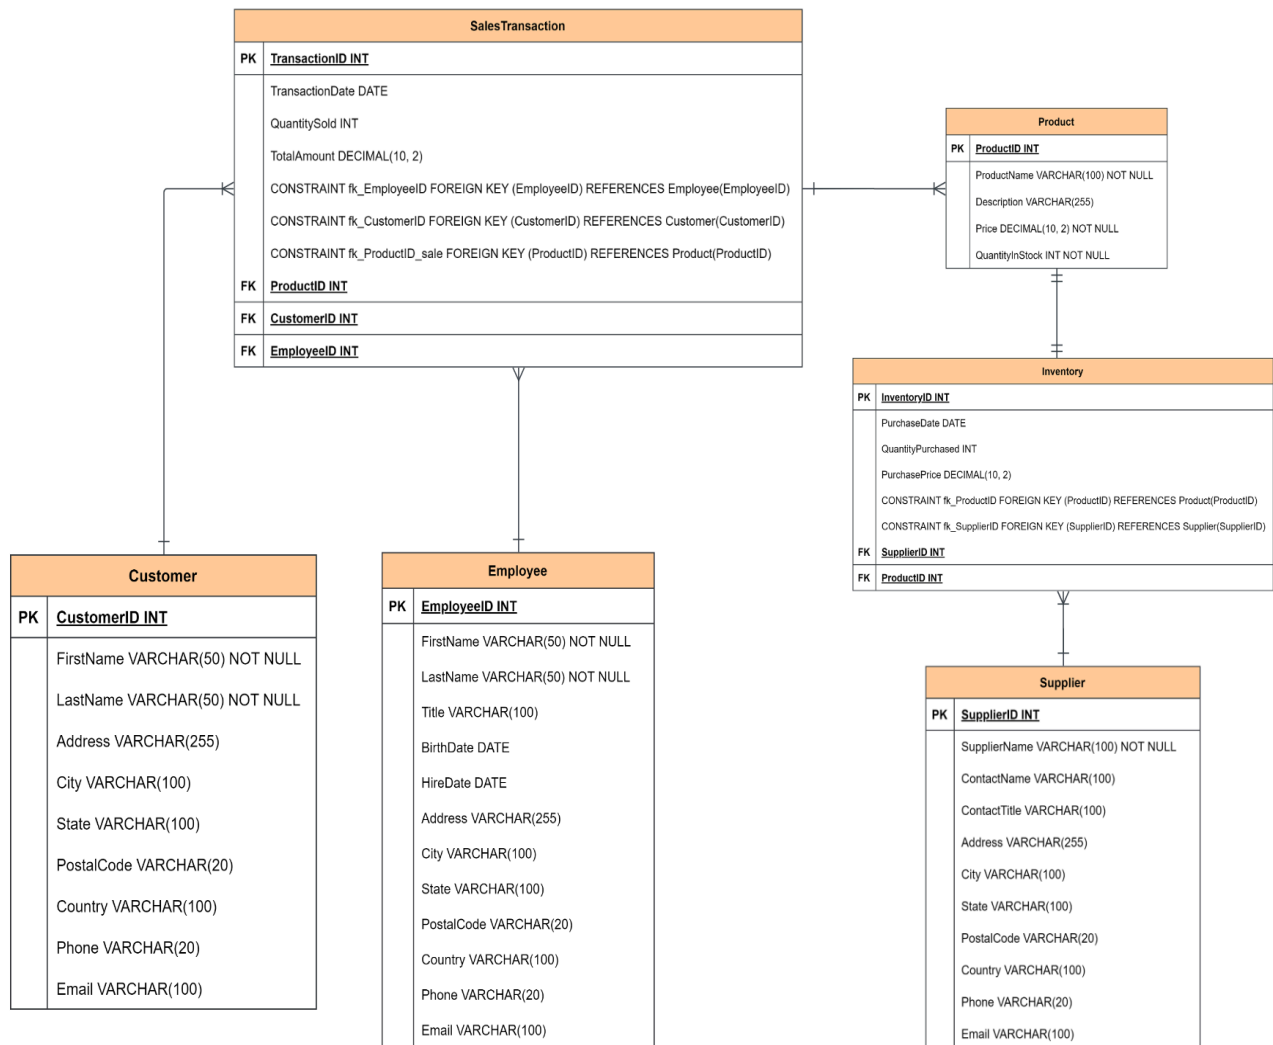 SalesTransaction
PK TransactionID INT
TransactionDate DATE
QuantitySold INT
TotalAmount DECIMAL(10, 2)
CONSTRAINT fk_EmployeeID FOREIGN KEY (EmployeeID) REFERENCES Employee(EmployeeID)
CONSTRAINT fk_CustomerID FOREIGN KEY (CustomerID) REFERENCES Customer(CustomerID)
CONSTRAINT fk_ProductID_sale FOREIGN KEY (ProductID) REFERENCES Product(ProductID)
FK ProductID INT
FK CustomerID INT
FK EmployeeID INT
Product
PK ProductID INT
ProductName VARCHAR(100) NOT NULL
Description VARCHAR(255)
Price DECIMAL(10, 2) NOT NULL
QuantityInStock INT NOT NULL
Inventory
PK InventoryID INT
PurchaseDate DATE
QuantityPurchased INT
PurchasePrice DECIMAL(10, 2)
CONSTRAINT fk_ProductID FOREIGN KEY (ProductID) REFERENCES Product(ProductID)
CONSTRAINT fk_SupplierID FOREIGN KEY (SupplierID) REFERENCES Supplier(SupplierID)
FK SupplierID INT
FK ProductID INT
Customer
PK CustomerID INT
FirstName VARCHAR(50) NOT NULL
LastName VARCHAR(50) NOT NULL
Address VARCHAR(255)
City VARCHAR(100)
State VARCHAR(100)
PostalCode VARCHAR(20)
Country VARCHAR(100)
Phone VARCHAR(20)
Email VARCHAR(100)
Employee
PK EmployeeID INT
FirstName VARCHAR(50) NOT NULL
LastName VARCHAR(50) NOT NULL
Title VARCHAR(100)
BirthDate DATE
HireDate DATE
Address VARCHAR(255)
City VARCHAR(100)
State VARCHAR(100)
PostalCode VARCHAR(20)
Country VARCHAR(100)
Phone VARCHAR(20)
Email VARCHAR(100)
Supplier
PK SupplierID INT
SupplierName VARCHAR(100) NOT NULL
ContactName VARCHAR(100)
ContactTitle VARCHAR(100)
Address VARCHAR(255)
City VARCHAR(100)
State VARCHAR(100)
PostalCode VARCHAR(20)
Country VARCHAR(100)
Phone VARCHAR(20)
Email VARCHAR(100)